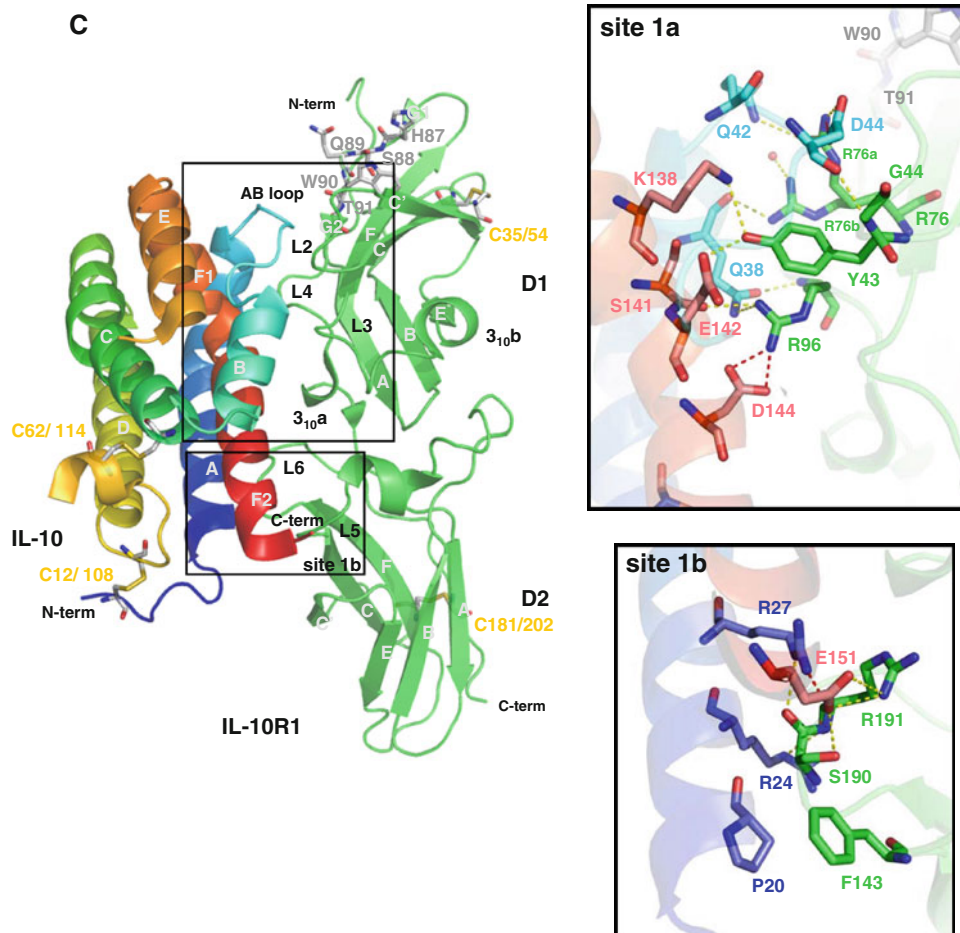 C
N-term
G1
H87
Q89
S88
W90
T91
C'
G2
AB loop
E
F
C
C35/54
L2
F1
D1
L4
C
L3
E'
B
3₁₀b
B
A
3₁₀a
C62/ 114
D
A
L6
F2
C-term
L5
IL-10
site 1b
F
D2
C12/ 108
A
N-term
C
C181/202
G
B
E
C-term
IL-10R1
site 1a
W90
T91
Q42
D44
R76a
G44
K138
R76
R76b
Y43
Q38
S141
E142
R96
D144
site 1b
R27
E151
R191
R24
S190
P20
F143